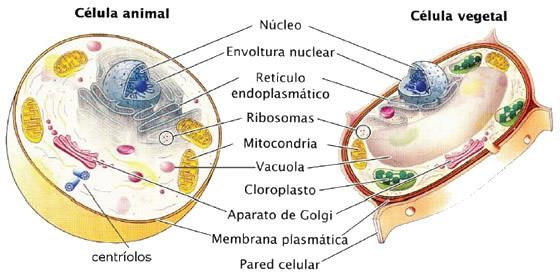 Célula animal
Célula vegetal
Núcleo
Envoltura nuclear
Retículo
endoplasmático
Ribosomas
Mitocondria
Vacuola
Cloroplasto
Aparato de Golgi
Membrana plasmática
Pared celular
centríolos